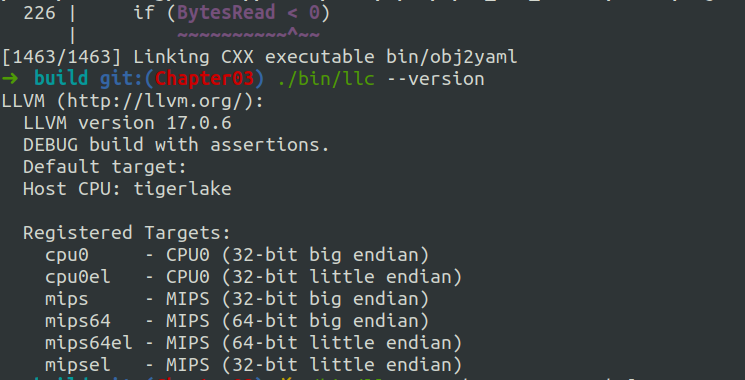 226 |     if (BytesRead < 0)
    |         ~~~~~~~~~~^~~
[1463/1463] Linking CXX executable bin/obj2yaml
➜ build git:(Chapter03) ./bin/llc --version
LLVM (http://llvm.org/):
  LLVM version 17.0.6
  DEBUG build with assertions.
  Default target:
  Host CPU: tigerlake

  Registered Targets:
    cpu0     - CPU0 (32-bit big endian)
    cpu0el   - CPU0 (32-bit little endian)
    mips     - MIPS (32-bit big endian)
    mips64   - MIPS (64-bit big endian)
    mips64el - MIPS (64-bit little endian)
    mipsel   - MIPS (32-bit little endian)